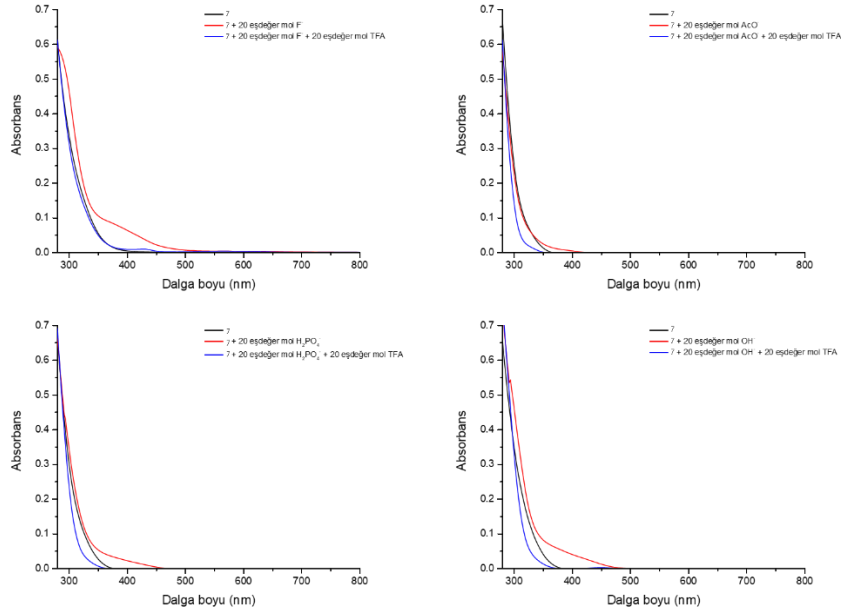 7
7 + 20 eşdeğer mol F⁻
7 + 20 eşdeğer mol F⁻ + 20 eşdeğer mol TFA
0.7
0.6
0.5
0.4
0.3
0.2
0.1
0.0
Absorbans
300 400 500 600 700 800
Dalga boyu (nm)
7
7 + 20 eşdeğer mol AcO⁻
7 + 20 eşdeğer mol AcO⁻ + 20 eşdeğer mol TFA
0.7
0.6
0.5
0.4
0.3
0.2
0.1
0.0
Absorbans
300 400 500 600 700 800
Dalga boyu (nm)
7
7 + 20 eşdeğer mol H₂PO₄⁻
7 + 20 eşdeğer mol H₂PO₄⁻ + 20 eşdeğer mol TFA
0.7
0.6
0.5
0.4
0.3
0.2
0.1
0.0
Absorbans
300 400 500 600 700 800
Dalga boyu (nm)
7
7 + 20 eşdeğer mol OH⁻
7 + 20 eşdeğer mol OH⁻ + 20 eşdeğer mol TFA
0.7
0.6
0.5
0.4
0.3
0.2
0.1
0.0
Absorbans
300 400 500 600 700 800
Dalga boyu (nm)